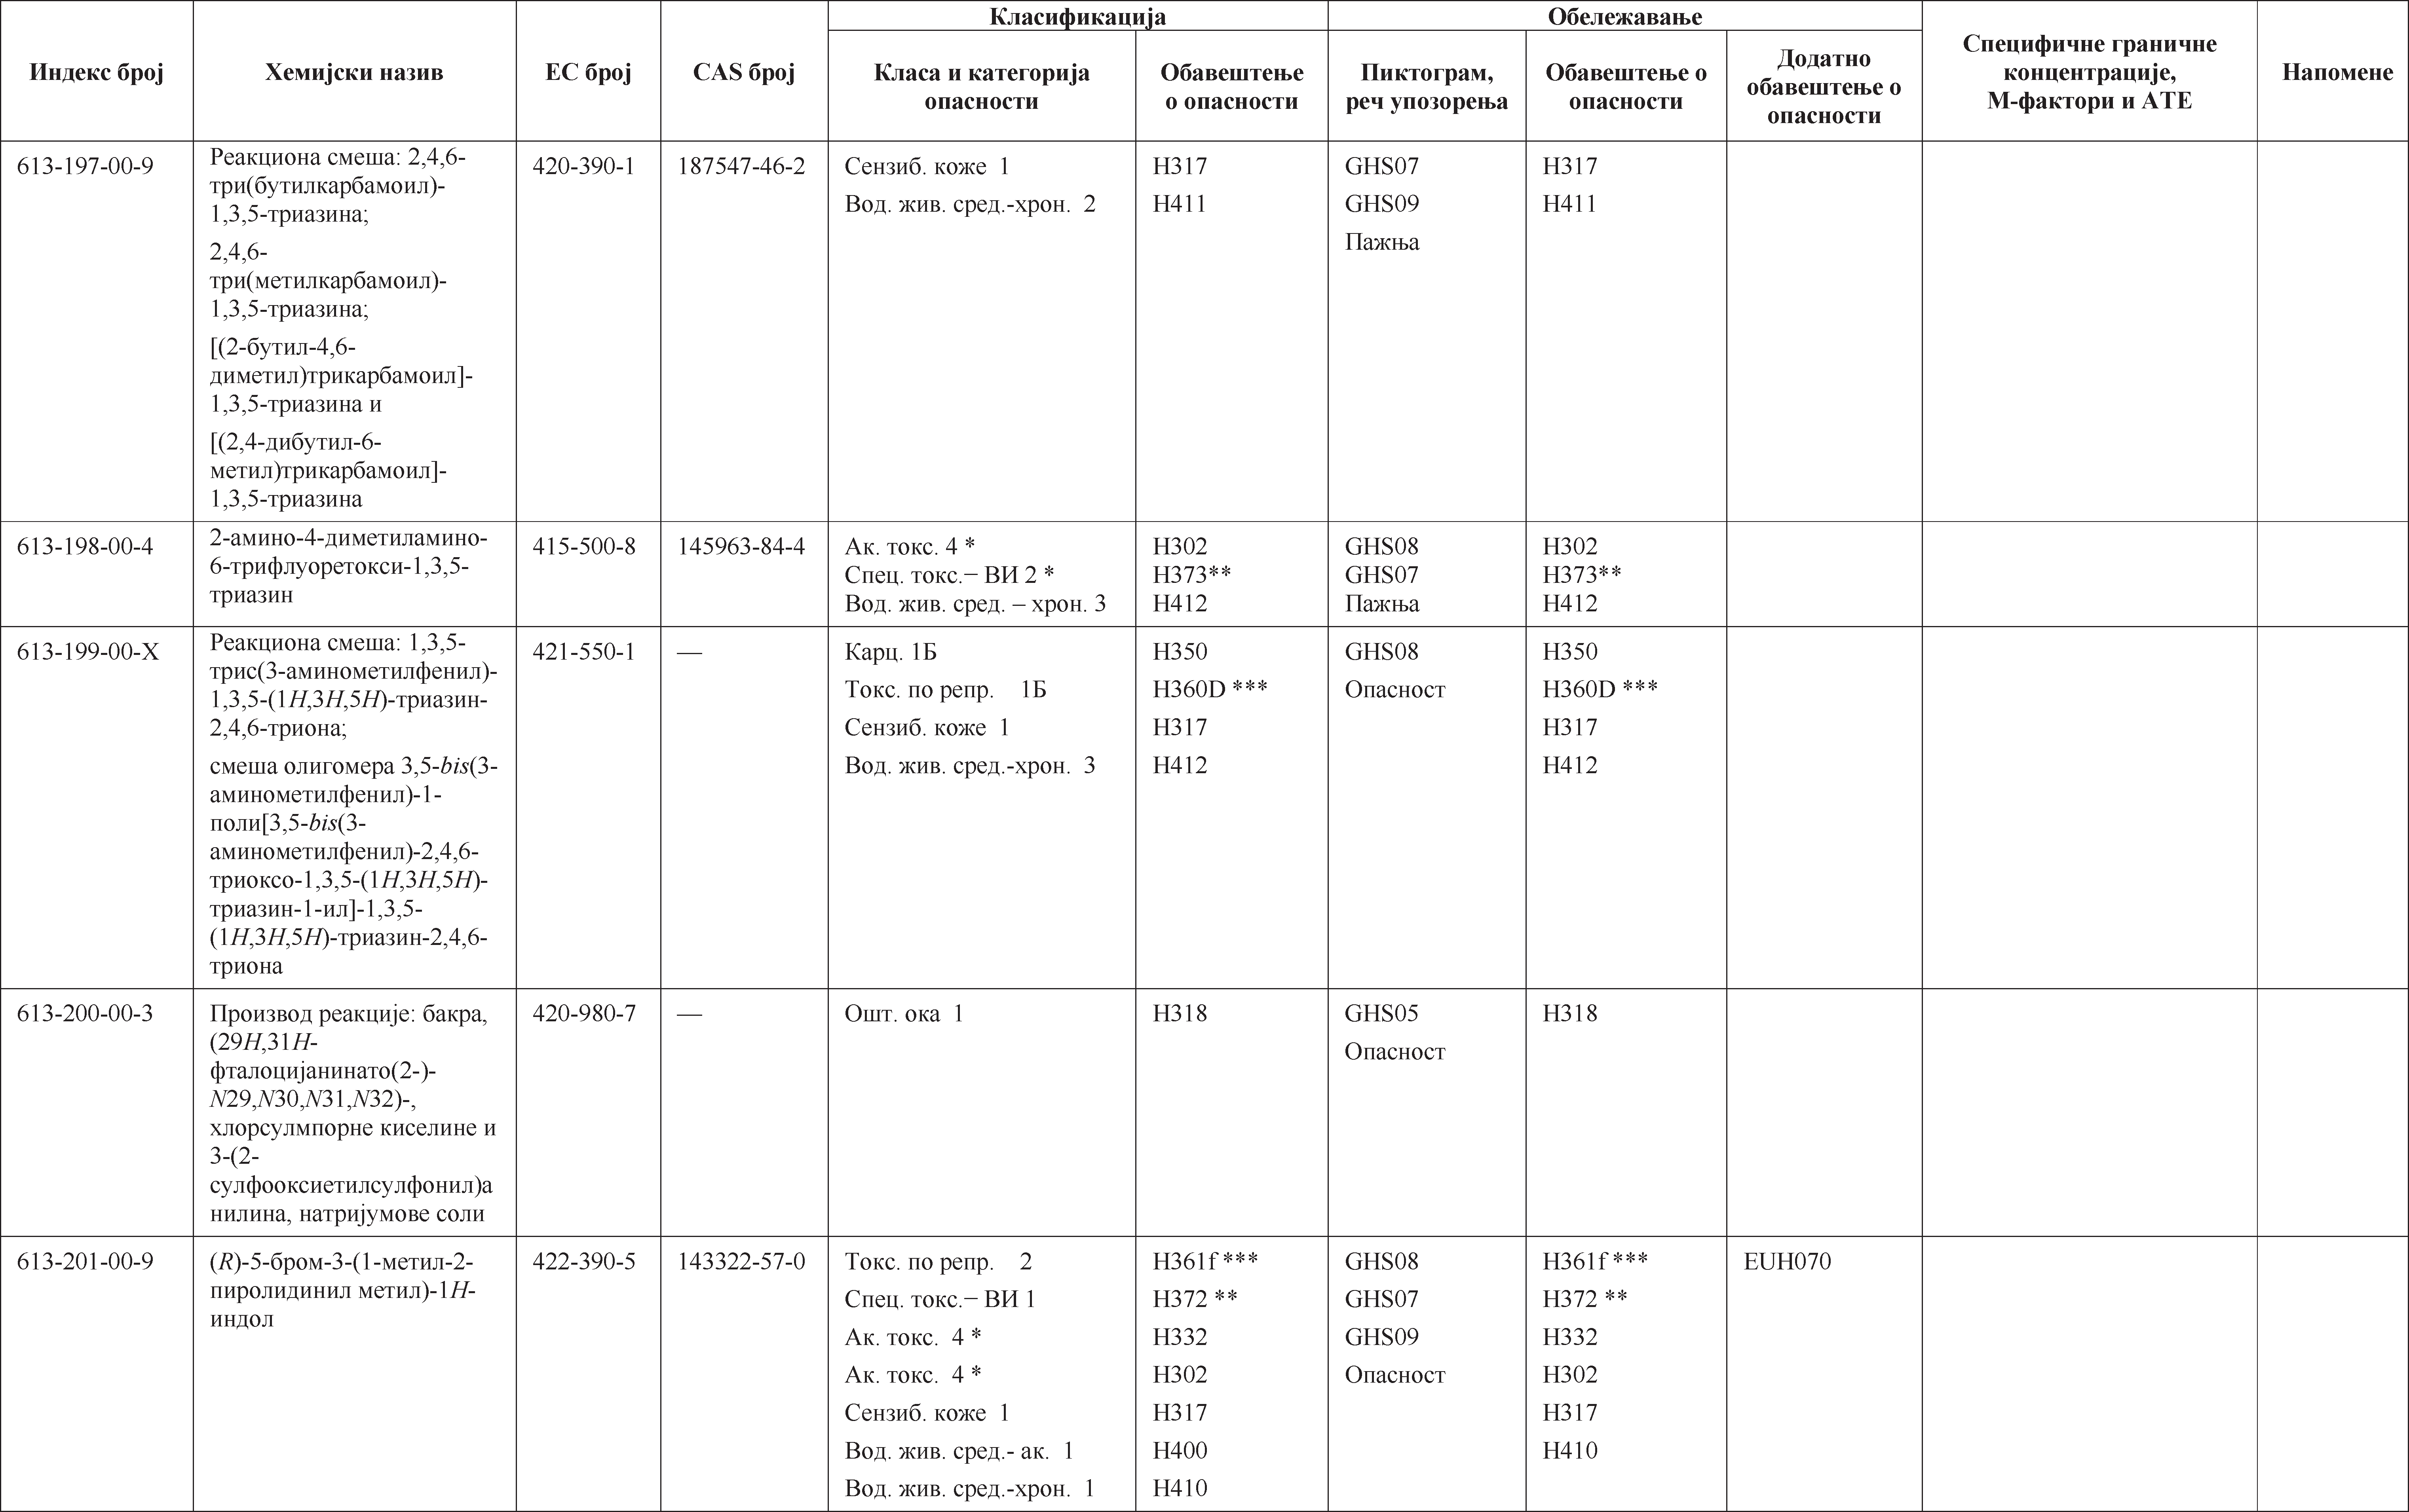 Индекс број
Хемијски назив
ЕС број
CAS број
Класификација
Обележавање
Специфичне граничне
концентрације,
М-фактори и АТЕ
Напомене
Класа и категорија
опасности
Обавештење
о опасности
Пиктограм,
реч упозорења
Обавештење о
опасности
Додатно
обавештење о
опасности
613-197-00-9
Реакциона смеша: 2,4,6-
три(бутилкарбамоил)-
1,3,5-триазина;
2,4,6-
три(метилкарбамоил)-
1,3,5-триазина;
[(2-бутил-4,6-
диметил)трикарбамоил]-
1,3,5-триазина и
[(2,4-дибутил-6-
метил)трикарбамоил]-
1,3,5-триазина
420-390-1
187547-46-2
Сензиб. коже  1
Вод. жив. сред.-хрон.  2
H317
H411
GHS07
GHS09
Пажња
H317
H411
613-198-00-4
2-амино-4-диметиламино-
6-трифлуоретокси-1,3,5-
триазин
415-500-8
145963-84-4
Ак. токс. 4 *
Спец. токс.− ВИ 2 *
Вод. жив. сред. – хрон. 3
H302
H373**
H412
GHS08
GHS07
Пажња
H302
H373**
H412
613-199-00-X
Реакциона смеша: 1,3,5-
трис(3-аминометилфенил)-
1,3,5-(1H,3H,5H)-триазин-
2,4,6-триона;
смеша олигомера 3,5-bis(3-
аминометилфенил)-1-
поли[3,5-bis(3-
аминометилфенил)-2,4,6-
триоксо-1,3,5-(1H,3H,5H)-
триазин-1-ил]-1,3,5-
(1H,3H,5H)-триазин-2,4,6-
триона
421-550-1
—
Карц. 1Б
Токс. по репр.    1Б
Сензиб. коже  1
Вод. жив. сред.-хрон.  3
H350
H360D ***
H317
H412
GHS08
Опасност
H350
H360D ***
H317
H412
613-200-00-3
Производ реакције: бакра,
(29H,31H-
фталоцијанинато(2-)-
N29,N30,N31,N32)-,
хлорсулмпорне киселине и
3-(2-
сулфооксиетилсулфонил)а
нилина, натријумове соли
420-980-7
—
Ошт. ока  1
H318
GHS05
Опасност
H318
613-201-00-9
(R)-5-бром-3-(1-метил-2-
пиролидинил метил)-1H-
индол
422-390-5
143322-57-0
Токс. по репр.    2
Спец. токс.− ВИ 1
Ак. токс.  4 *
Ак. токс.  4 *
Сензиб. коже  1
Вод. жив. сред.- ак.  1
Вод. жив. сред.-хрон.  1
H361f ***
H372 **
H332
H302
H317
H400
H410
GHS08
GHS07
GHS09
Опасност
H361f ***
H372 **
H332
H302
H317
H410
EUH070